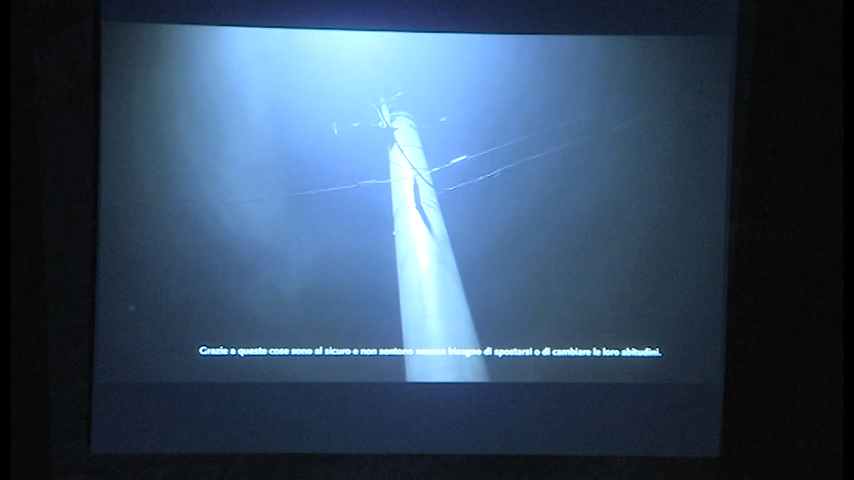 Grazie a queste cose sono al sicuro e non sentono nessun bisogno di spostarsi o di cambiare le loro abitudini.